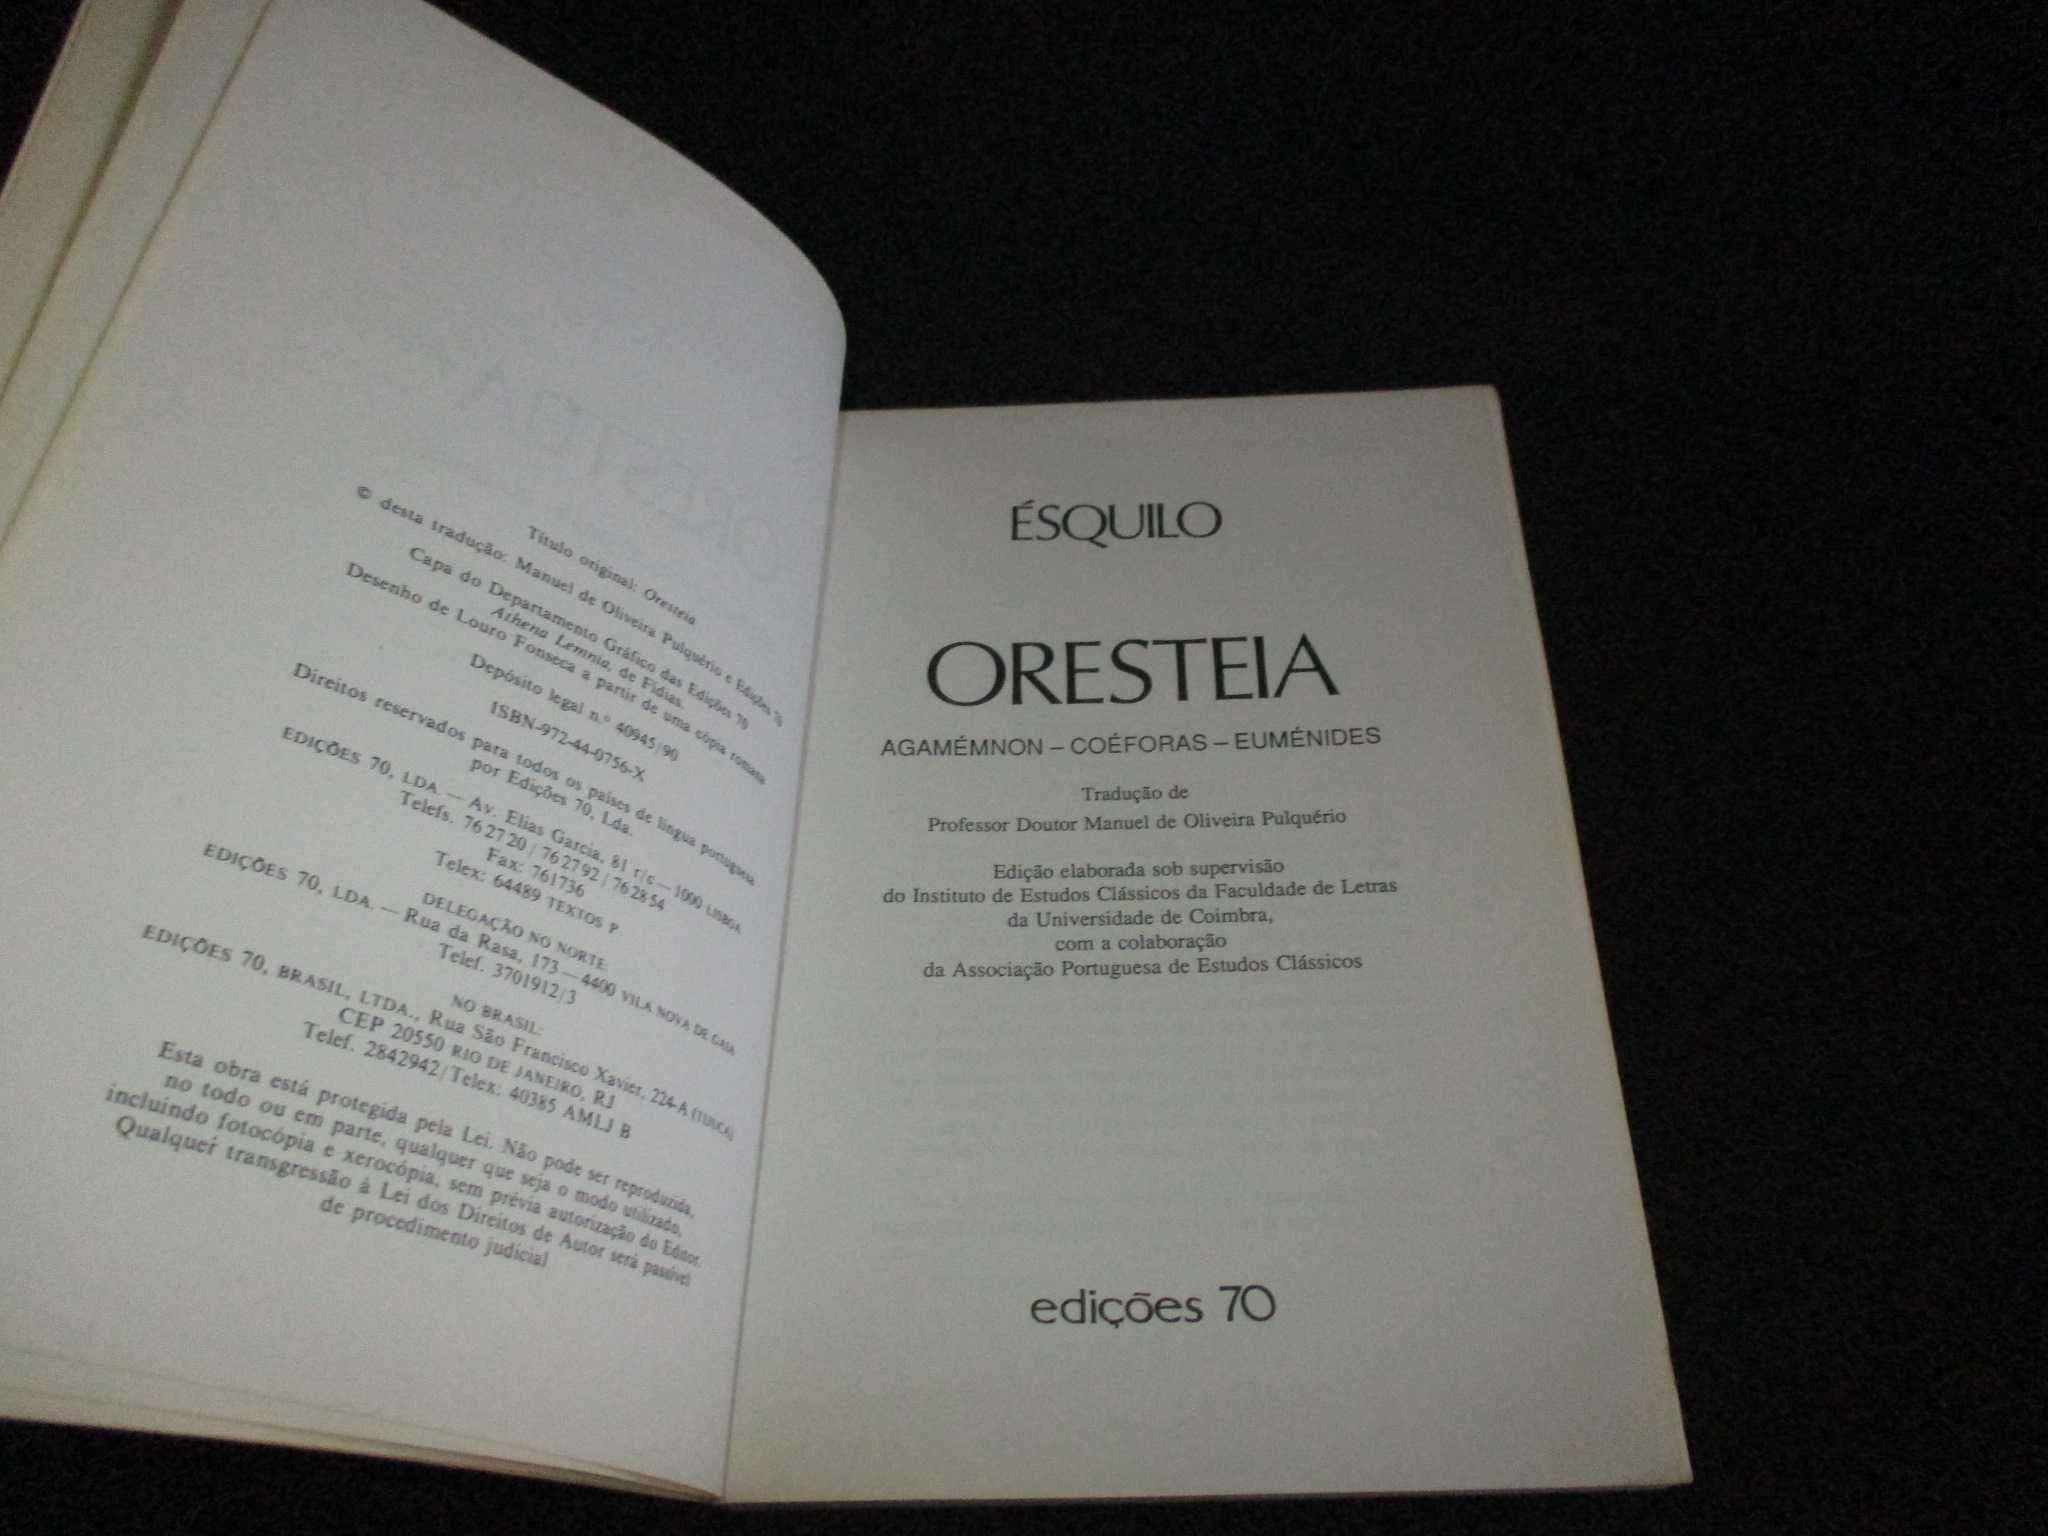 Título original: Oresteia
© desta tradução: Manuel de Oliveira Pulquério e Edições 70
Capa do Departamento Gráfico das Edições 70
Athena Lemnia, de Fídias.
Desenho de Louro Fonseca a partir de uma cópia romana
Depósito legal n.º 40945/90
ISBN-972-44-0756-X
Direitos reservados para todos os países de língua portuguesa
por Edições 70, Lda.
EDIÇÕES 70, LDA. — Av. Elias Garcia, 81 r/c — 1000 LISBOA
Telefs. 76 27 20 / 76 27 92 / 76 28 54
Fax: 761736
Telex: 64489 TEXTOS P
DELEGAÇÃO NO NORTE:
EDIÇÕES 70, LDA. — Rua da Rasa, 173 — 4400 VILA NOVA DE GAIA
Telef. 3701912/3
NO BRASIL:
EDIÇÕES 70, BRASIL, LTDA., Rua São Francisco Xavier, 224-A (TIJUCA)
CEP 20550 RIO DE JANEIRO, RJ
Telef. 2842942/Telex: 40385 AMLJ B
Esta obra está protegida pela Lei. Não pode ser reproduzida,
no todo ou em parte, qualquer que seja o modo utilizado,
incluindo fotocópia e xerocópia, sem prévia autorização do Editor.
Qualquer transgressão à Lei dos Direitos de Autor será passível
de procedimento judicial
ÉSQUILO
ORESTEIA
AGAMÉMNON – COÉFORAS – EUMÉNIDES
Tradução de
Professor Doutor Manuel de Oliveira Pulquério
Edição elaborada sob supervisão
do Instituto de Estudos Clássicos da Faculdade de Letras
da Universidade de Coimbra,
com a colaboração
da Associação Portuguesa de Estudos Clássicos
edições 70